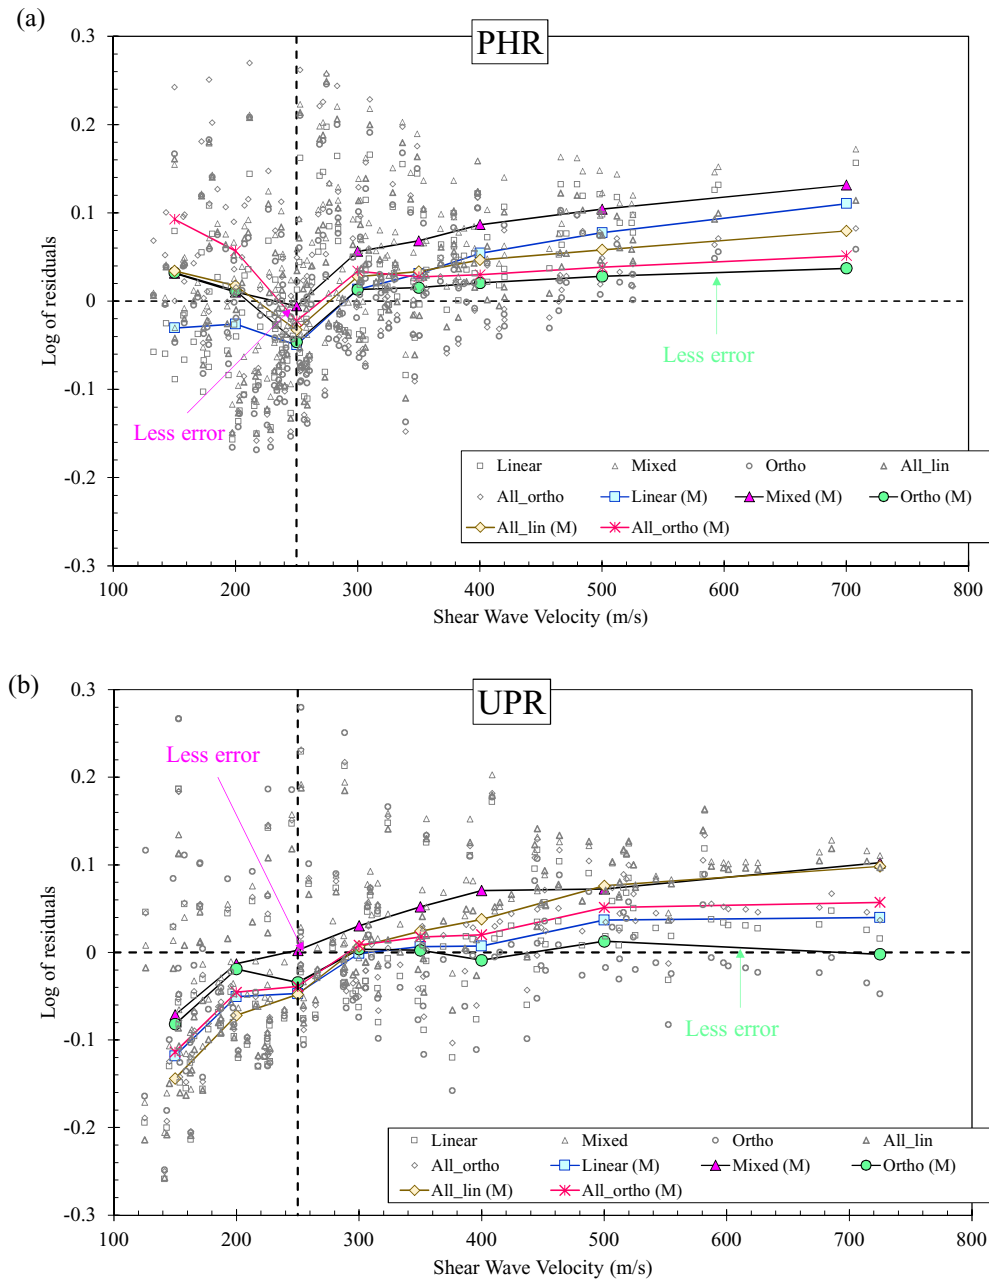 (a)
PHR
0.3
0.2
0.1
0
-0.1
-0.2
-0.3
Log of residuals
Less error
Less error
Linear Mixed Ortho All_lin
All_ortho Linear (M) Mixed (M) Ortho (M)
All_lin (M) All_ortho (M)
100 200 300 400 500 600 700 800
Shear Wave Velocity (m/s)
(b)
UPR
0.3
0.2
0.1
0
-0.1
-0.2
-0.3
Log of residuals
Less error
Less error
Linear Mixed Ortho All_lin
All_ortho Linear (M) Mixed (M) Ortho (M)
All_lin (M) All_ortho (M)
100 200 300 400 500 600 700 800
Shear Wave Velocity (m/s)